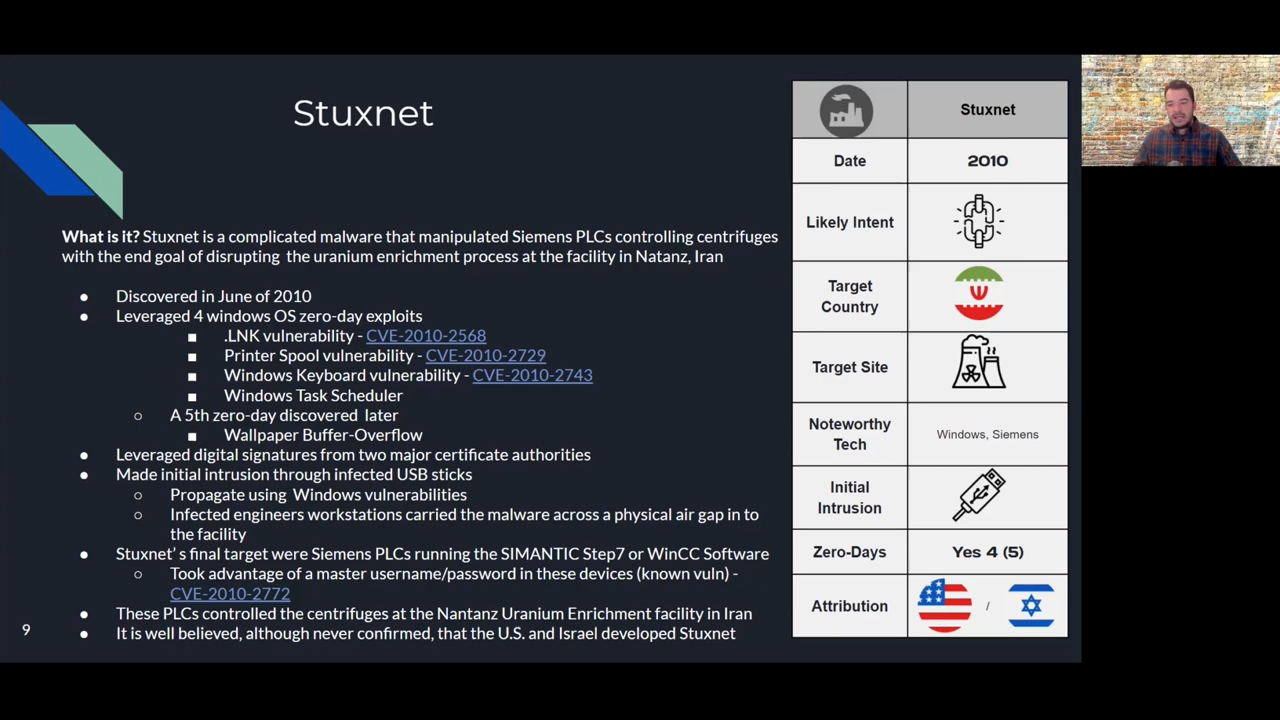 Stuxnet
What is it? Stuxnet is a complicated malware that manipulated Siemens PLCs controlling centrifuges
with the end goal of disrupting the uranium enrichment process at the facility in Natanz, Iran
● Discovered in June of 2010
● Leveraged 4 windows OS zero-day exploits
■ .LNK vulnerability - CVE-2010-2568
■ Printer Spool vulnerability - CVE-2010-2729
■ Windows Keyboard vulnerability - CVE-2010-2743
■ Windows Task Scheduler
○ A 5th zero-day discovered later
■ Wallpaper Buffer-Overflow
● Leveraged digital signatures from two major certificate authorities
● Made initial intrusion through infected USB sticks
○ Propagate using Windows vulnerabilities
○ Infected engineers workstations carried the malware across a physical air gap in to
the facility
● Stuxnet's final target were Siemens PLCs running the SIMANTIC Step7 or WinCC Software
○ Took advantage of a master username/password in these devices (known vuln) -
CVE-2010-2772
● These PLCs controlled the centrifuges at the Nantanz Uranium Enrichment facility in Iran
● It is well believed, although never confirmed, that the U.S. and Israel developed Stuxnet
9
Stuxnet
Date 2010
Likely Intent
Target
Country
Target Site
Noteworthy
Tech
Windows, Siemens
Initial
Intrusion
Zero-Days Yes 4 (5)
Attribution /